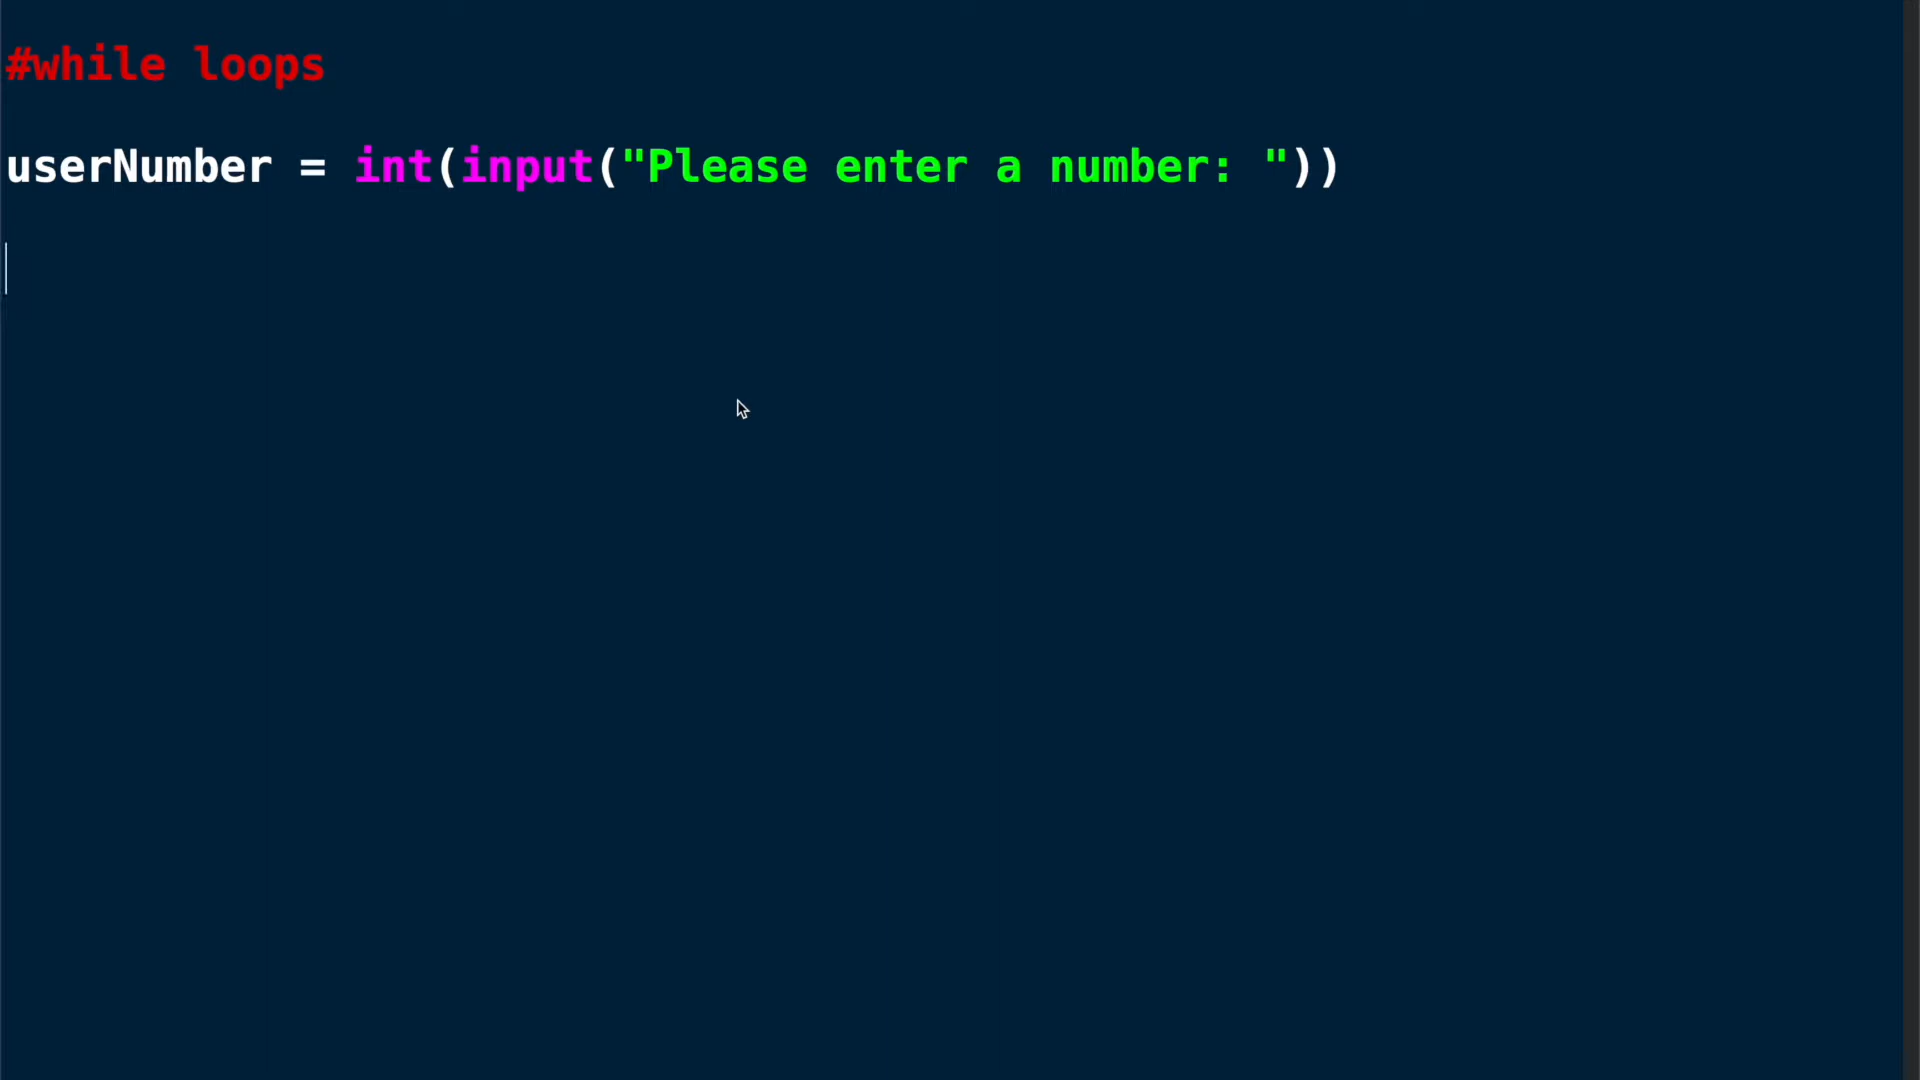 #while loops
userNumber = int(input("Please enter a number: "))